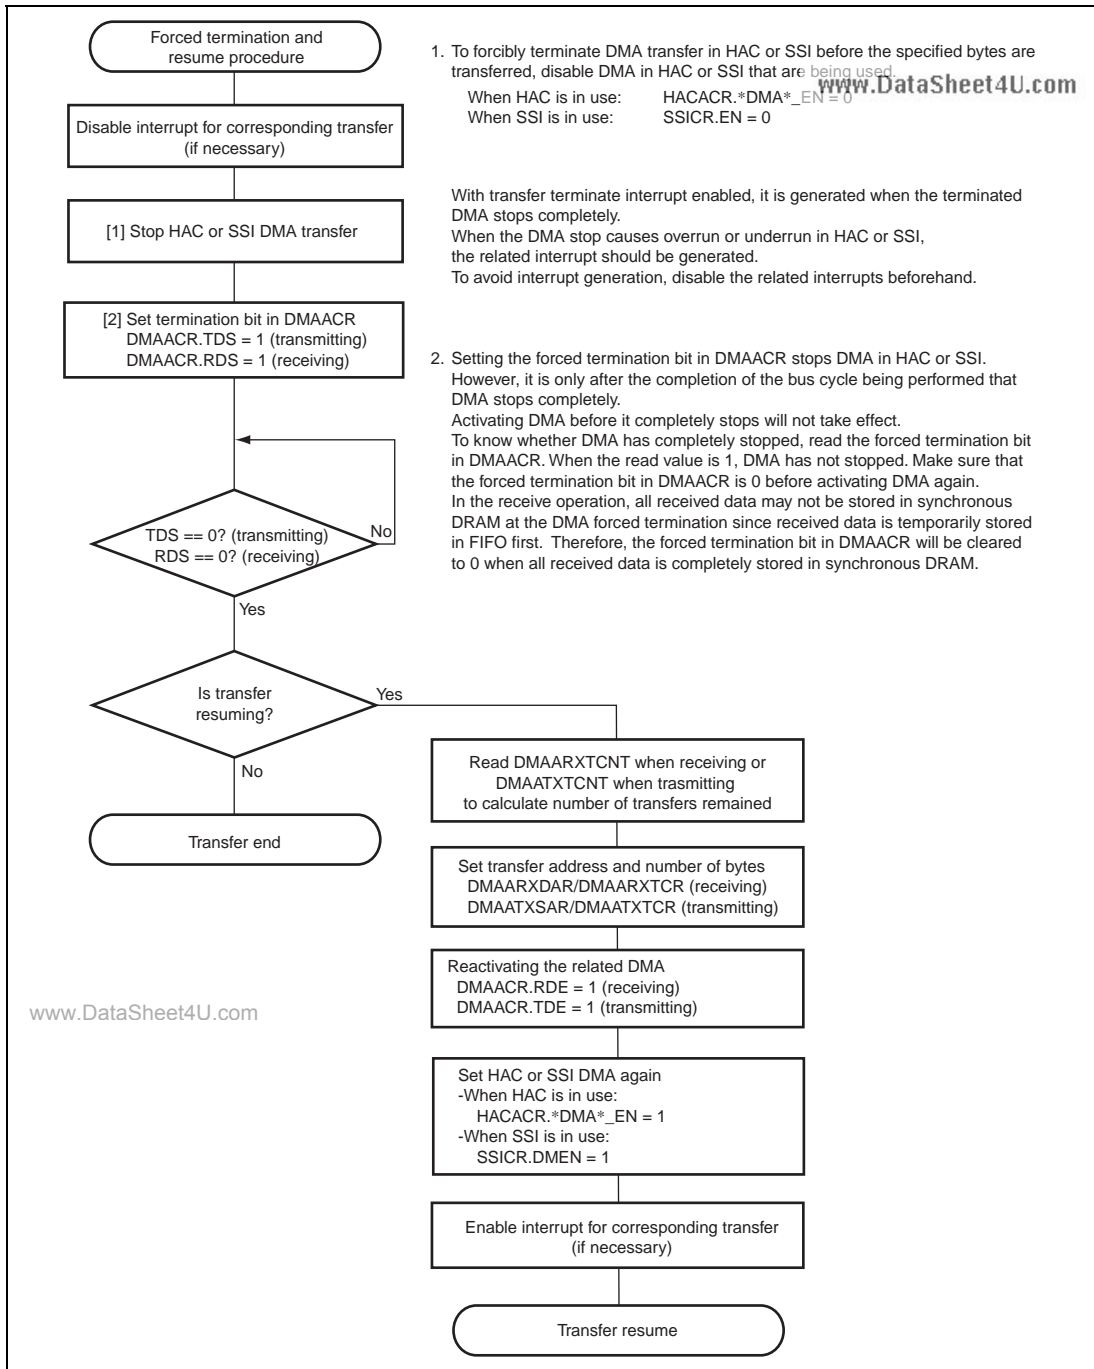 Forced termination and
resume procedure
Disable interrupt for corresponding transfer
(if necessary)
[1] Stop HAC or SSI DMA transfer
[2] Set termination bit in DMAACR
DMAACR.TDS = 1 (transmitting)
DMAACR.RDS = 1 (receiving)
TDS == 0? (transmitting)
RDS == 0? (receiving)
No
Yes
Is transfer
resuming?
Yes
No
Transfer end
1. To forcibly terminate DMA transfer in HAC or SSI before the specified bytes are
transferred, disable DMA in HAC or SSI that are being used.
www.DataSheet4U.com
When HAC is in use: HACACR.*DMA*_EN = 0
When SSI is in use: SSICR.EN = 0
With transfer terminate interrupt enabled, it is generated when the terminated
DMA stops completely.
When the DMA stop causes overrun or underrun in HAC or SSI,
the related interrupt should be generated.
To avoid interrupt generation, disable the related interrupts beforehand.
2. Setting the forced termination bit in DMAACR stops DMA in HAC or SSI.
However, it is only after the completion of the bus cycle being performed that
DMA stops completely.
Activating DMA before it completely stops will not take effect.
To know whether DMA has completely stopped, read the forced termination bit
in DMAACR. When the read value is 1, DMA has not stopped. Make sure that
the forced termination bit in DMAACR is 0 before activating DMA again.
In the receive operation, all received data may not be stored in synchronous
DRAM at the DMA forced termination since received data is temporarily stored
in FIFO first. Therefore, the forced termination bit in DMAACR will be cleared
to 0 when all received data is completely stored in synchronous DRAM.
Read DMAARXTCNT when receiving or
DMAATXTCNT when trasmitting
to calculate number of transfers remained
Set transfer address and number of bytes
DMAARXDAR/DMAARXTCR (receiving)
DMAATXSAR/DMAATXTCR (transmitting)
Reactivating the related DMA
DMAACR.RDE = 1 (receiving)
DMAACR.TDE = 1 (transmitting)
www.DataSheet4U.com
Set HAC or SSI DMA again
-When HAC is in use:
HACACR.*DMA*_EN = 1
-When SSI is in use:
SSICR.DMEN = 1
Enable interrupt for corresponding transfer
(if necessary)
Transfer resume